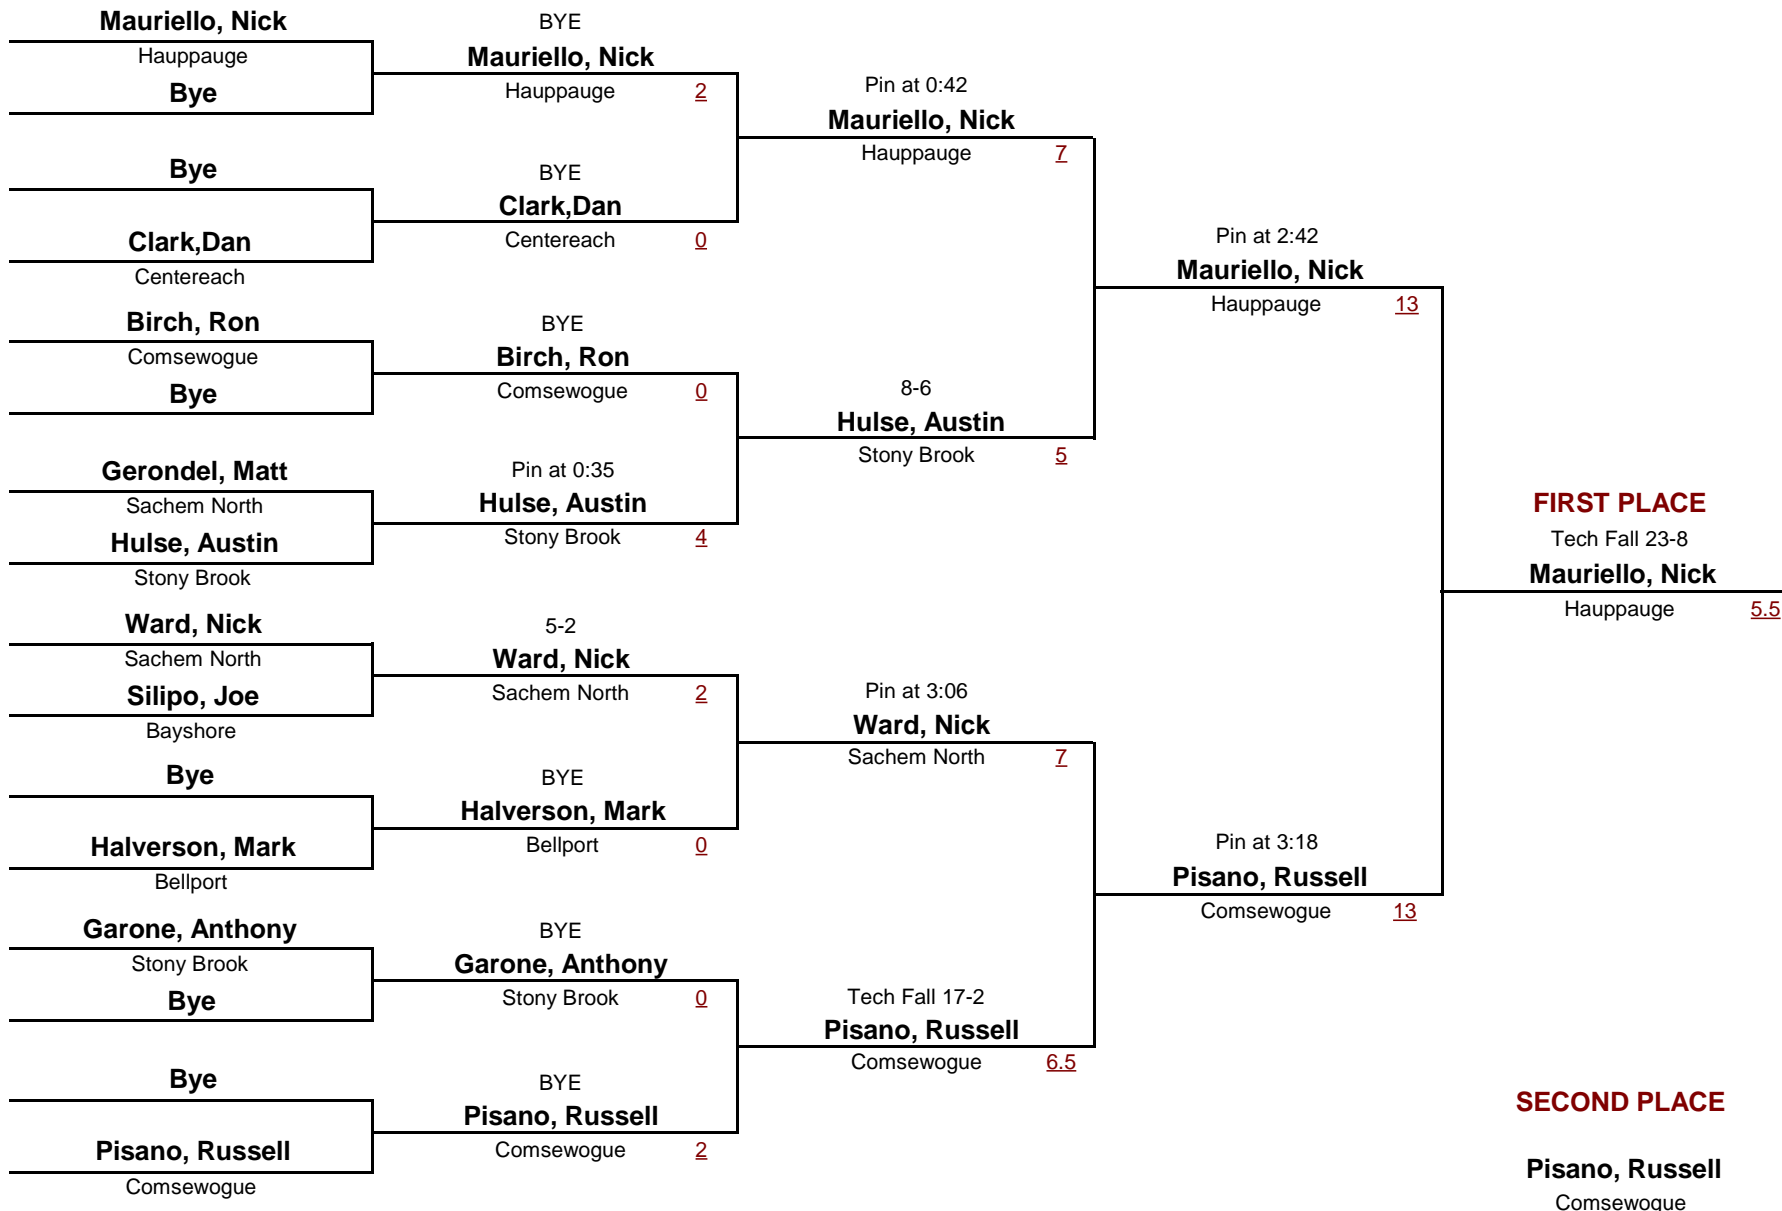 Mauriello, Nick
Hauppauge
Bye
Bye
Clark,Dan
Centereach
Birch, Ron
Comsewogue
Bye
Gerondel, Matt
Sachem North
Hulse, Austin
Stony Brook
Ward, Nick
Sachem North
Silipo, Joe
Bayshore
Bye
Halverson, Mark
Bellport
Garone, Anthony
Stony Brook
Bye
Bye
Pisano, Russell
Comsewogue
BYE
Mauriello, Nick
Hauppauge 2
BYE
Clark,Dan
Centereach 0
BYE
Birch, Ron
Comsewogue 0
Pin at 0:35
Hulse, Austin
Stony Brook 4
5-2
Ward, Nick
Sachem North 2
BYE
Halverson, Mark
Bellport 0
BYE
Garone, Anthony
Stony Brook 0
BYE
Pisano, Russell
Comsewogue 2
Pin at 0:42
Mauriello, Nick
Hauppauge 7
8-6
Hulse, Austin
Stony Brook 5
Pin at 3:06
Ward, Nick
Sachem North 7
Tech Fall 17-2
Pisano, Russell
Comsewogue 6.5
Pin at 2:42
Mauriello, Nick
Hauppauge 13
Pin at 3:18
Pisano, Russell
Comsewogue 13
FIRST PLACE
Tech Fall 23-8
Mauriello, Nick
Hauppauge 5.5
SECOND PLACE
Pisano, Russell
Comsewogue